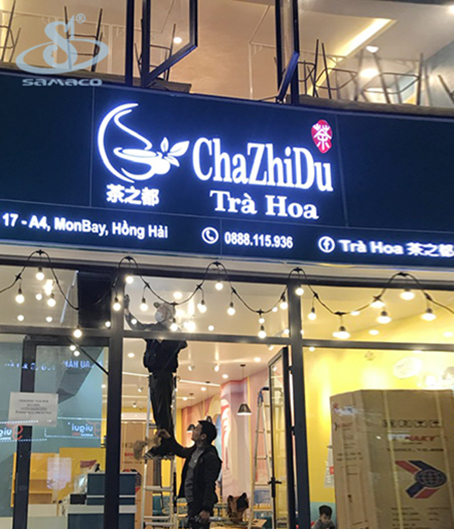 SAMACO
茶
ChaZhiDu
茶之都
Trà Hoa
17 - A4, MonBay, Hồng Hải
0888.115.936
Trà Hoa 茶之都